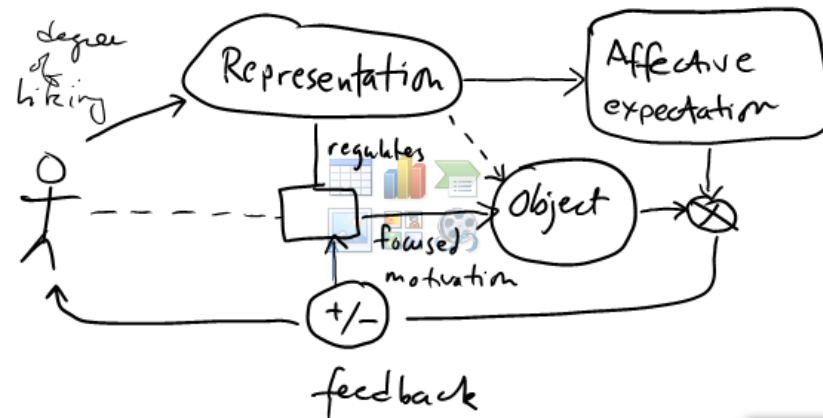 degree
of
liking
Representation
Affective
expectation
regulates
Object
focused
motivation
+/-
feedback